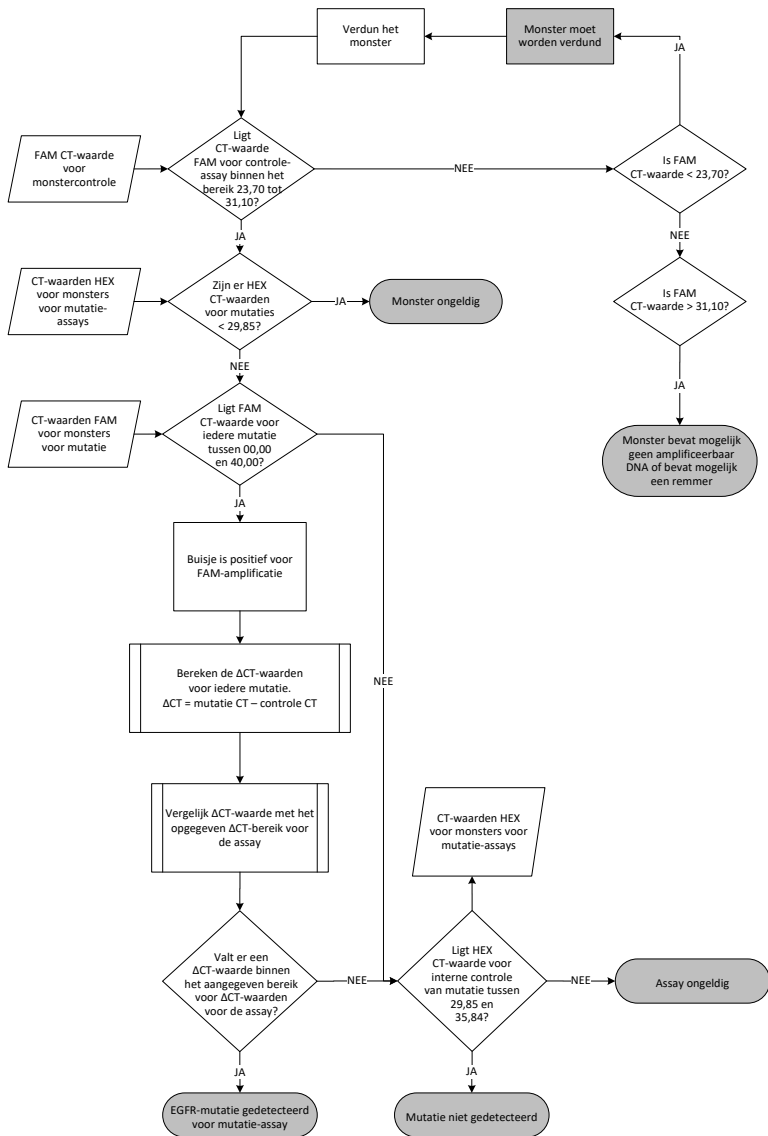 Verdun het
monster
Monster moet
worden verdund
JA
FAM CT-waarde
voor
monstercontrole
Ligt
CT-waarde
FAM voor controle-
assay binnen het
bereik 23,70 tot
31,10?
NEE
Is FAM
CT-waarde < 23,70?
JA
NEE
CT-waarden HEX
voor monsters
voor mutatie-
assays
Zijn er HEX
CT-waarden
voor mutaties
< 29,85?
JA
Monster ongeldig
Is FAM
CT-waarde > 31,10?
NEE
JA
CT-waarden FAM
voor monsters
voor mutatie
Ligt FAM
CT-waarde voor
iedere mutatie
tussen 00,00
en 40,00?
Monster bevat mogelijk
geen amplificeerbaar
DNA of bevat mogelijk
een remmer
JA
Buisje is positief voor
FAM-amplificatie
Bereken de ΔCT-waarden
voor iedere mutatie.
ΔCT = mutatie CT – controle CT
NEE
Vergelijk ΔCT-waarde met het
opgegeven ΔCT-bereik voor
de assay
CT-waarden HEX
voor monsters voor
mutatie-assays
Valt er een
ΔCT-waarde binnen
het aangegeven bereik
voor ΔCT-waarden
voor de assay?
NEE
Ligt HEX
CT-waarde voor
interne controle
van mutatie tussen
29,85 en
35,84?
NEE
Assay ongeldig
JA
JA
EGFR-mutatie gedetecteerd
voor mutatie-assay
Mutatie niet gedetecteerd